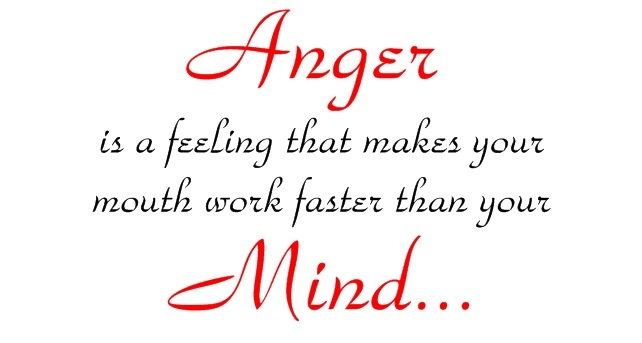 Anger
is a feeling that makes your
mouth work faster than your
Mind...